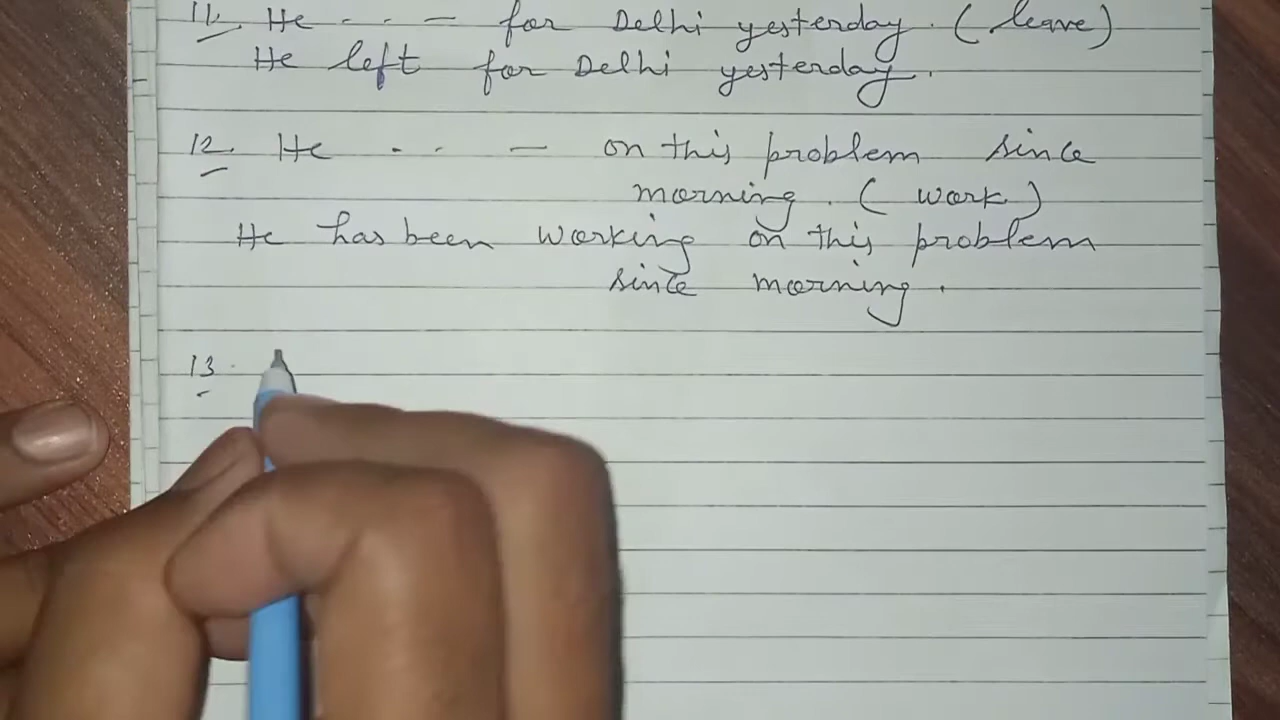 11. He - - - for Delhi yesterday. (leave)
He left for Delhi yesterday.
12. He - - - on this problem since
morning. (work)
He has been working on this problem
since morning.
13.